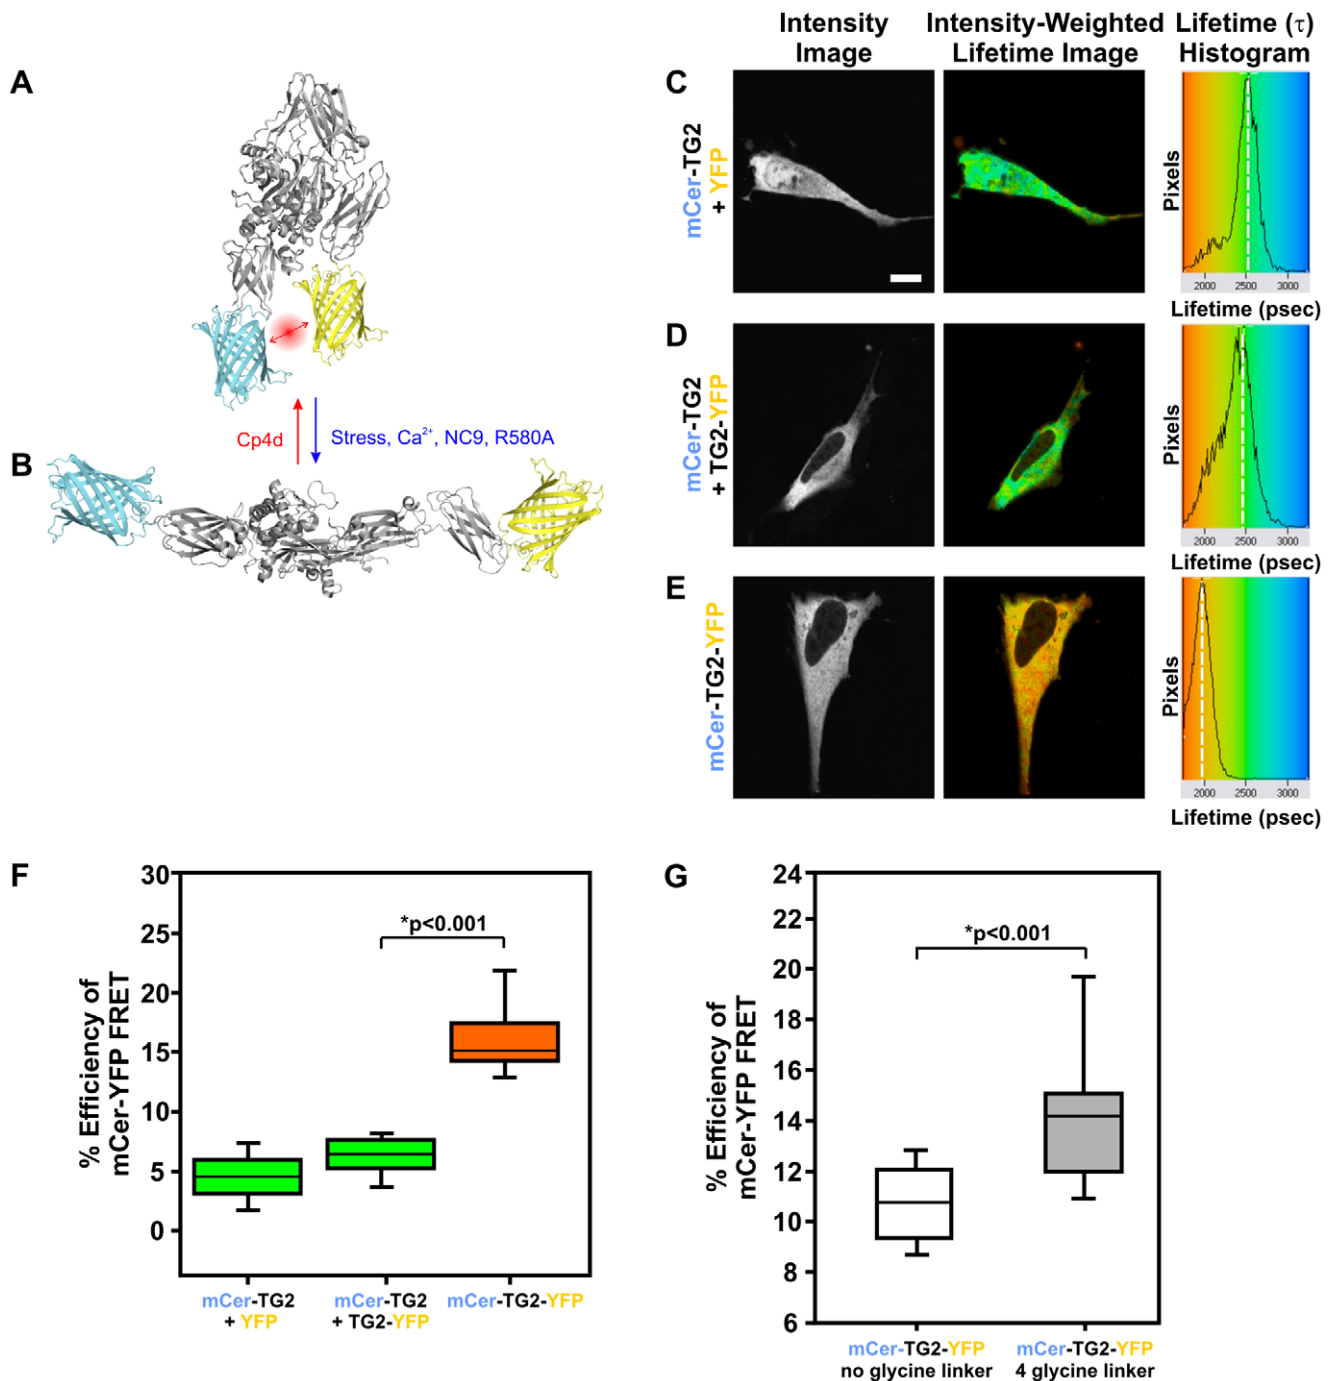 Intensity
Image
Intensity-Weighted
Lifetime Image
Lifetime (τ)
Histogram
A
Cp4d
Stress, Ca²⁺, NC9, R580A
B
C
mCer-TG2
+ YFP
Pixels
2000 2500 3000
Lifetime (psec)
D
mCer-TG2
+ TG2-YFP
Pixels
2000 2500 3000
Lifetime (psec)
E
mCer-TG2-YFP
Pixels
2000 2500 3000
Lifetime (psec)
F
% Efficiency of
mCer-YFP FRET
30
25
20
15
10
5
0
*p<0.001
mCer-TG2
+ YFP
mCer-TG2
+ TG2-YFP
mCer-TG2-YFP
G
% Efficiency of
mCer-YFP FRET
24
22
20
18
16
14
12
10
8
6
*p<0.001
mCer-TG2-YFP
no glycine linker
mCer-TG2-YFP
4 glycine linker